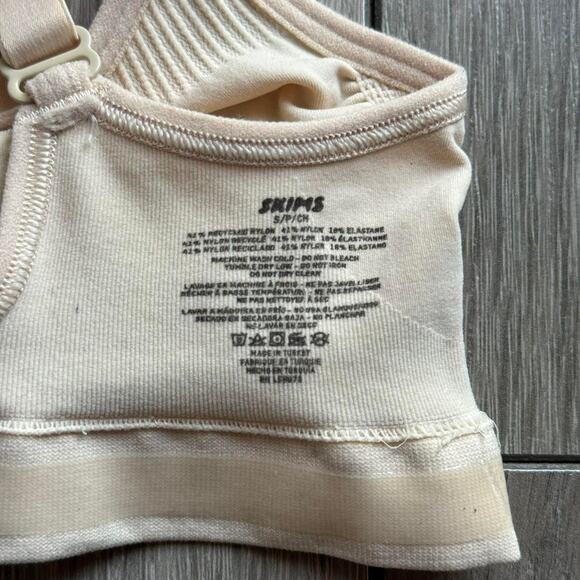 SKIMS
S/P/CH
41% RECYCLED NYLON 41% NYLON 18% ELASTANE
41% NYLON RECYCLÉ 41% NYLON 18% ÉLASTHANNE
41% NYLON RECICLADO 41% NYLON 18% ELASTANO
MACHINE WASH COLD - DO NOT BLEACH
TUMBLE DRY LOW - DO NOT IRON
DO NOT DRY CLEAN
LAVER EN MACHINE À FROID - NE PAS JAVELLISER
SÉCHER À BASSE TEMPÉRATURE - NE PAS REPASSER
NE PAS NETTOYER À SEC
LAVAR A MÁQUINA EN FRÍO - NO USA BLANQUEADOR
SECADO EN SECADORA BAJA - NO PLANCHAR
NO LAVAR EN SECO
MADE IN TURKEY
FABRIQUÉ EN TURQUIE
HECHO EN TURQUÍA
RN